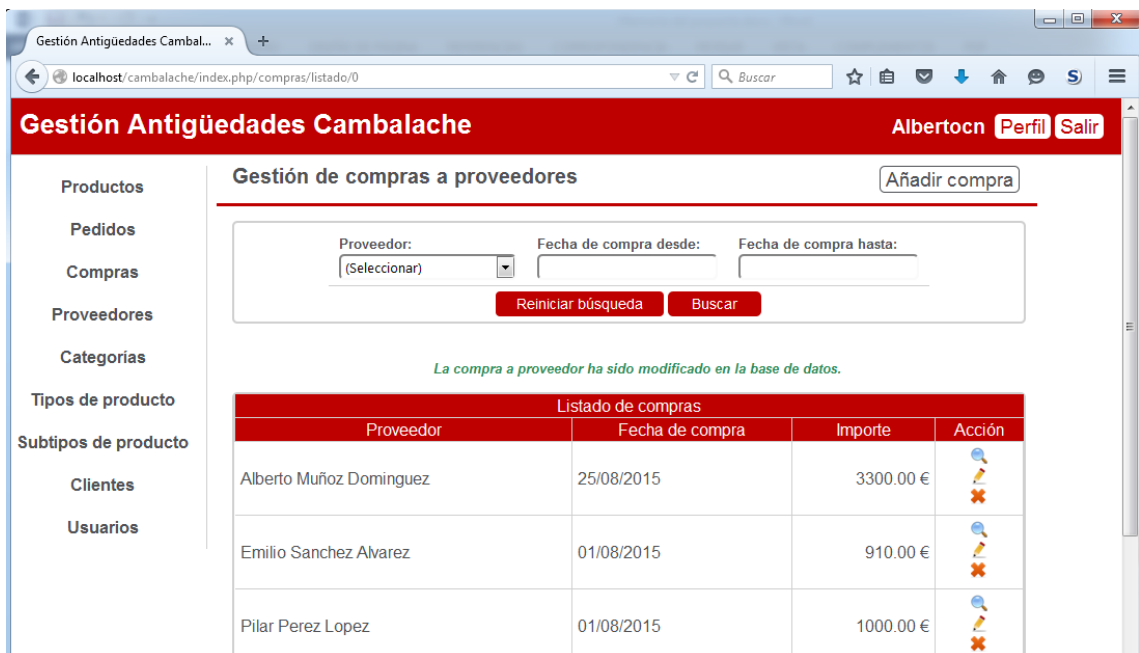 Gestión Antigüedades Cambal...
localhost/cambalache/index.php/compras/listado/0
Buscar
Gestión Antigüedades Cambalache
Albertocn Perfil Salir
Productos
Pedidos
Compras
Proveedores
Categorías
Tipos de producto
Subtipos de producto
Clientes
Usuarios
Gestión de compras a proveedores
Añadir compra
Proveedor: Fecha de compra desde: Fecha de compra hasta:
(Seleccionar)
Reiniciar búsqueda Buscar
La compra a proveedor ha sido modificado en la base de datos.
Listado de compras
Proveedor Fecha de compra Importe Acción
Alberto Muñoz Dominguez 25/08/2015 3300.00 €
Emilio Sanchez Alvarez 01/08/2015 910.00 €
Pilar Perez Lopez 01/08/2015 1000.00 €